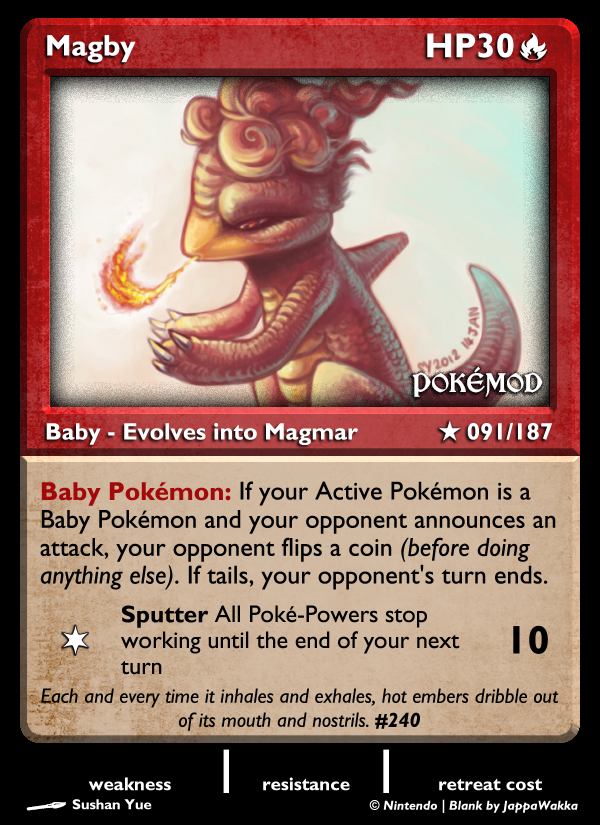 Magby HP30
SY2012 14JAN
POKÉMOD
Baby - Evolves into Magmar ★ 091/187
Baby Pokémon: If your Active Pokémon is a
Baby Pokémon and your opponent announces an
attack, your opponent flips a coin (before doing
anything else). If tails, your opponent's turn ends.
Sputter All Poké-Powers stop
working until the end of your next
turn
10
Each and every time it inhales and exhales, hot embers dribble out
of its mouth and nostrils. #240
weakness resistance retreat cost
Sushan Yue © Nintendo | Blank by JappaWakka